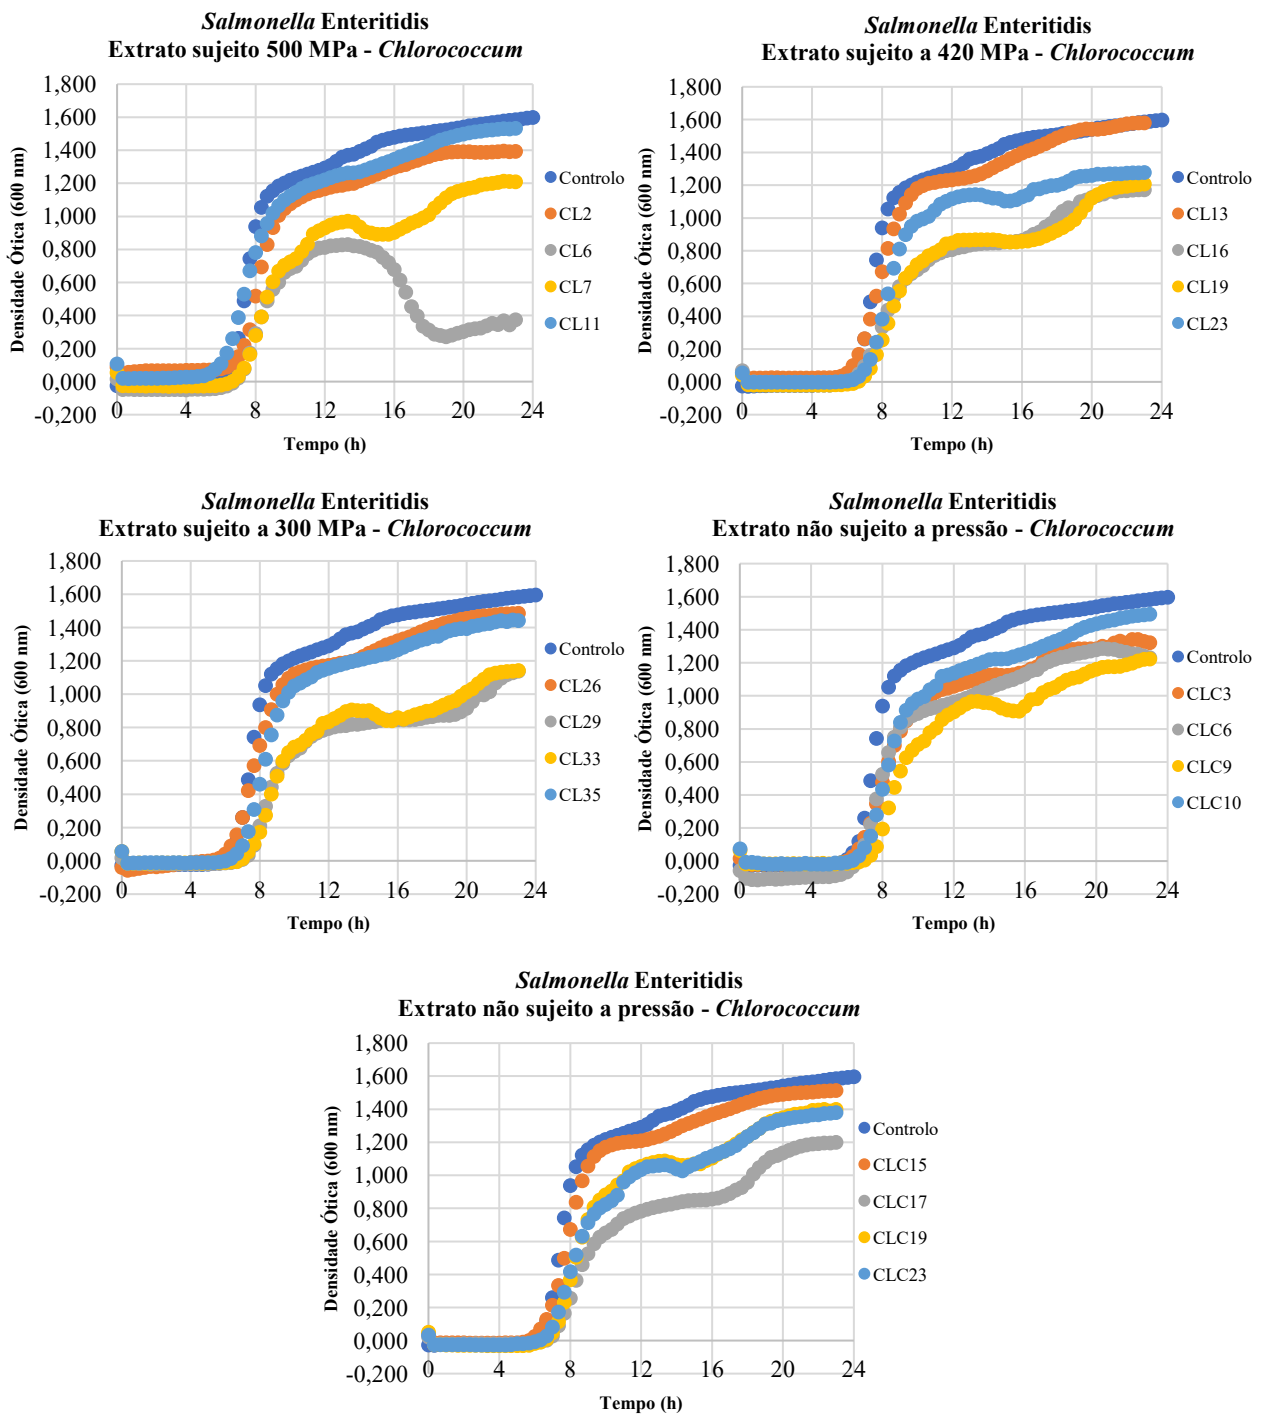 Salmonella Enteritidis
Extrato sujeito 500 MPa - Chlorococcum
1,800
1,600
1,400
1,200
1,000
0,800
0,600
0,400
0,200
0,000
-0,200
0 4 8 12 16 20 24
Densidade Ótica (600 nm)
Tempo (h)
Controlo
CL2
CL6
CL7
CL11
Salmonella Enteritidis
Extrato sujeito a 420 MPa - Chlorococcum
1,800
1,600
1,400
1,200
1,000
0,800
0,600
0,400
0,200
0,000
-0,200
0 4 8 12 16 20 24
Densidade Ótica (600 nm)
Tempo (h)
Controlo
CL13
CL16
CL19
CL23
Salmonella Enteritidis
Extrato sujeito a 300 MPa - Chlorococcum
1,800
1,600
1,400
1,200
1,000
0,800
0,600
0,400
0,200
0,000
-0,200
0 4 8 12 16 20 24
Densidade Ótica (600 nm)
Tempo (h)
Controlo
CL26
CL29
CL33
CL35
Salmonella Enteritidis
Extrato não sujeito a pressão - Chlorococcum
1,800
1,600
1,400
1,200
1,000
0,800
0,600
0,400
0,200
0,000
-0,200
0 4 8 12 16 20 24
Densidade Ótica (600 nm)
Tempo (h)
Controlo
CLC3
CLC6
CLC9
CLC10
Salmonella Enteritidis
Extrato não sujeito a pressão - Chlorococcum
1,800
1,600
1,400
1,200
1,000
0,800
0,600
0,400
0,200
0,000
-0,200
0 4 8 12 16 20 24
Densidade Ótica (600 nm)
Tempo (h)
Controlo
CLC15
CLC17
CLC19
CLC23